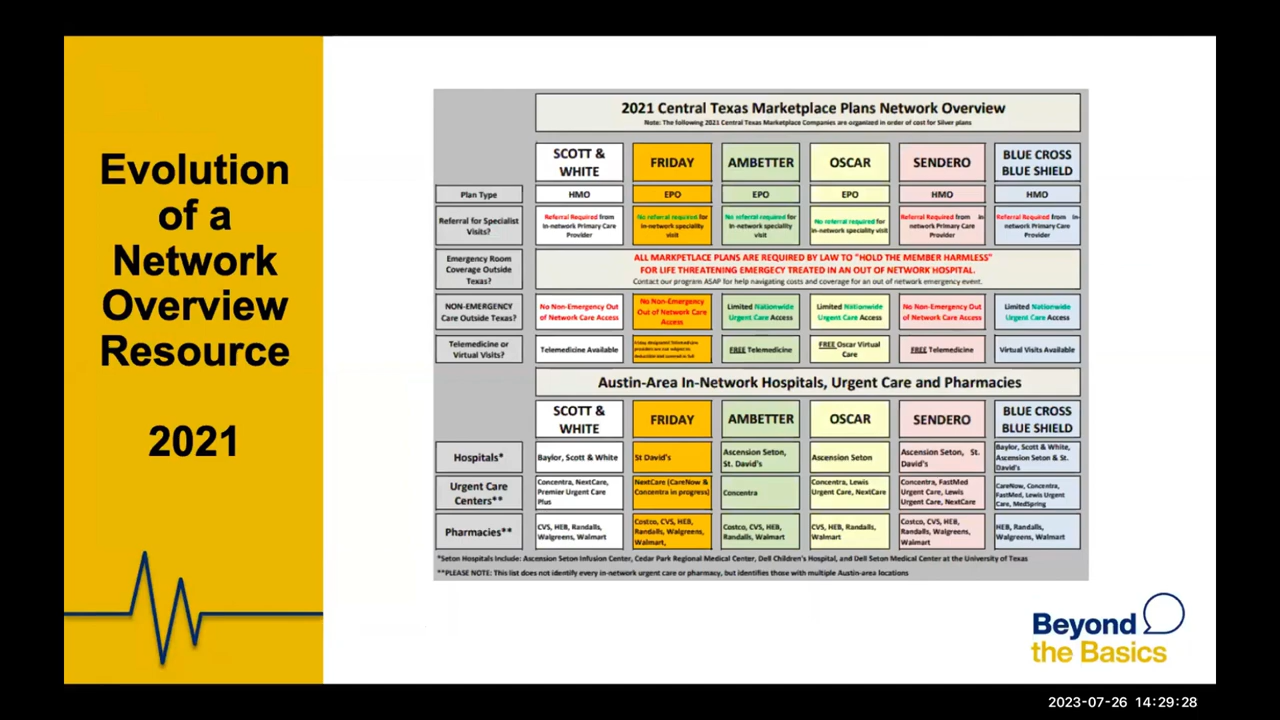 Evolution
of a
Network
Overview
Resource
2021
2021 Central Texas Marketplace Plans Network Overview
Note: The following 2021 Central Texas Marketplace Companies are organized in order of cost for Silver plans
SCOTT &
WHITE
FRIDAY
AMBETTER
OSCAR
SENDERO
BLUE CROSS
BLUE SHIELD
Plan Type
HMO
EPO
EPO
EPO
HMO
HMO
Referral for Specialist
Visits?
Referral Required from
in-network Primary Care
Provider
No referral required for
in-network speciality
visit
No referral required for
in-network speciality
visit
No referral required for
in-network speciality visit
Referral Required from in-
network Primary Care
Provider
Referral Required from in-
network Primary Care
Provider
Emergency Room
Coverage Outside
Texas?
ALL MARKPETLACE PLANS ARE REQUIRED BY LAW TO "HOLD THE MEMBER HARMLESS"
FOR LIFE THREATENING EMERGECY TREATED IN AN OUT OF NETWORK HOSPITAL.
Contact our program ASAP for help navigating costs and coverage for an out of network emergency event.
NON-EMERGENCY
Care Outside Texas?
No Non-Emergency Out
of Network Care Access
No Non-Emergency
Out of Network Care
Access
Limited Nationwide
Urgent Care Access
Limited Nationwide
Urgent Care Access
No Non-Emergency Out
of Network Care Access
Limited Nationwide
Urgent Care Access
Telemedicine or
Virtual Visits?
Telemedicine Available
FREE Telemedicine
FREE Oscar Virtual
Care
FREE Telemedicine
Virtual Visits Available
Austin-Area In-Network Hospitals, Urgent Care and Pharmacies
SCOTT &
WHITE
FRIDAY
AMBETTER
OSCAR
SENDERO
BLUE CROSS
BLUE SHIELD
Hospitals*
Baylor, Scott & White
St David's
Ascension Seton,
St. David's
Ascension Seton
Ascension Seton, St.
David's
Baylor, Scott & White,
Ascension Seton & St.
David's
Urgent Care
Centers**
Concentra, NextCare,
Premier Urgent Care
Plus
NextCare (CareNow &
Concentra in progress)
Concentra
Concentra, Lewis
Urgent Care, NextCare
Concentra, FastMed
Urgent Care, Lewis
Urgent Care, NextCare
CareNow, Concentra,
FastMed, Lewis Urgent
Care, MedSpring
Pharmacies**
CVS, HEB, Randalls,
Walgreens, Walmart
Costco, CVS, HEB,
Randalls, Walgreens,
Walmart,
Costco, CVS, HEB,
Randalls, Walmart
CVS, HEB, Randalls,
Walmart
Costco, CVS, HEB,
Randalls, Walgreens,
Walmart
HEB, Randalls,
Walgreens, Walmart
*Seton Hospitals Include: Ascension Seton Infusion Center, Cedar Park Regional Medical Center, Dell Children's Hospital, and Dell Seton Medical Center at the University of Texas
**PLEASE NOTE: This list does not identify every in-network urgent care or pharmacy, but identifies those with multiple Austin-area locations
Beyond
the Basics
2023-07-26 14:29:28